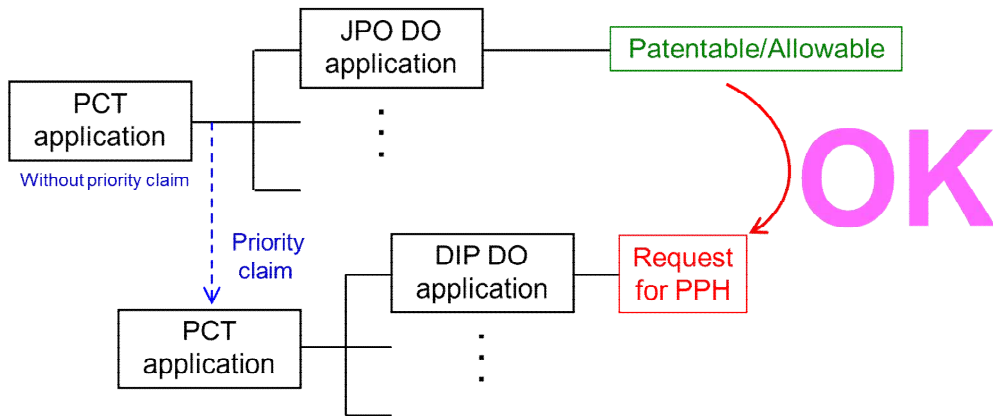 JPO DO
application
Patentable/Allowable
PCT
application
Without priority claim
OK
Priority
claim
DIP DO
application
Request
for PPH
PCT
application